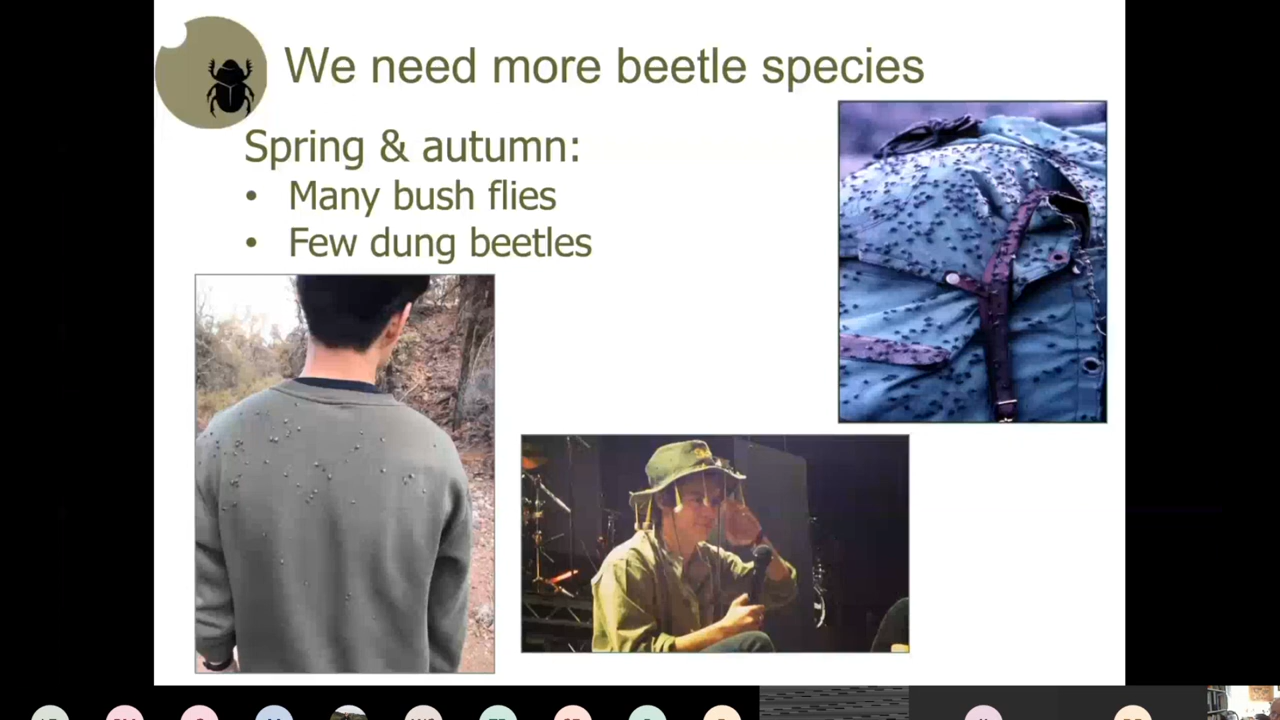 We need more beetle species
Spring & autumn:
• Many bush flies
• Few dung beetles